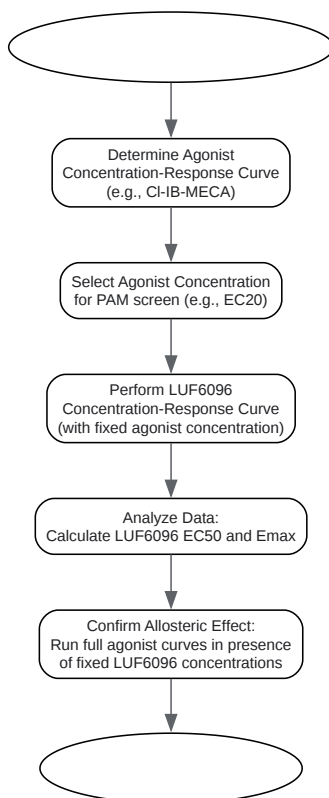 Determine Agonist
Concentration-Response Curve
(e.g., Cl-IB-MECA)
Select Agonist Concentration
for PAM screen (e.g., EC20)
Perform LUF6096
Concentration-Response Curve
(with fixed agonist concentration)
Analyze Data:
Calculate LUF6096 EC50 and Emax
Confirm Allosteric Effect:
Run full agonist curves in presence
of fixed LUF6096 concentrations